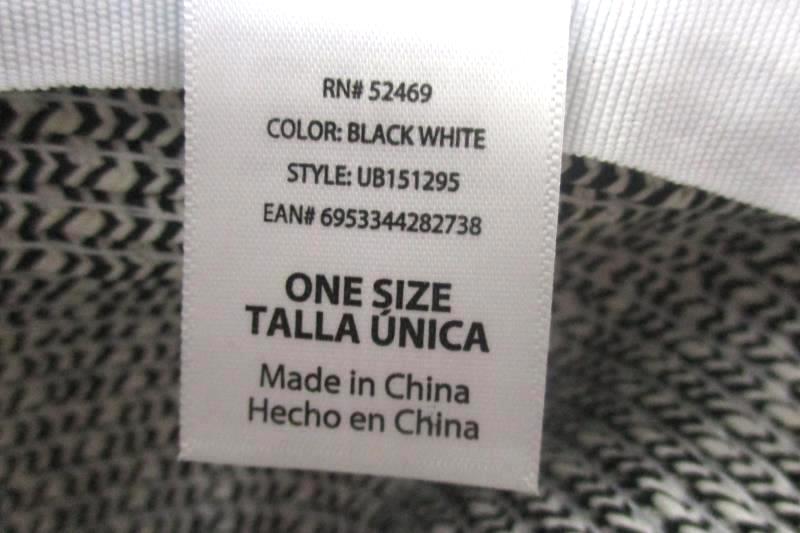 RN# 52469
COLOR: BLACK WHITE
STYLE: UB151295
EAN# 6953344282738
ONE SIZE
TALLA ÚNICA
Made in China
Hecho en China